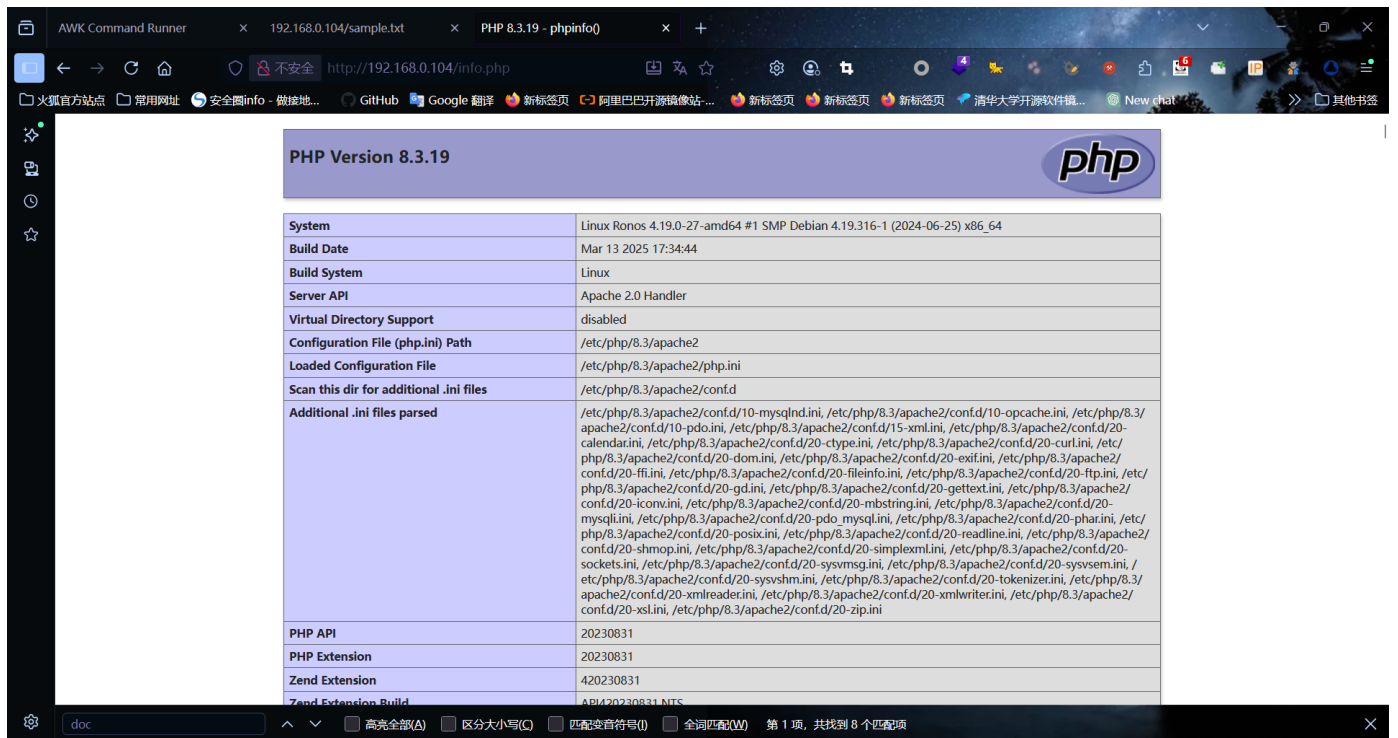 AWK Command Runner
192.168.0.104/sample.txt
PHP 8.3.19 - phpinfo()
不安全 http://192.168.0.104/info.php
4
6
IP
火狐官方站点 常用网址 安全圈info - 做接地... GitHub Google 翻译 新标签页 阿里巴巴开源镜像站-... 新标签页 新标签页 新标签页 清华大学开源软件镜... New chat 其他书签
PHP Version 8.3.19
php
System Linux Ronos 4.19.0-27-amd64 #1 SMP Debian 4.19.316-1 (2024-06-25) x86_64
Build Date Mar 13 2025 17:34:44
Build System Linux
Server API Apache 2.0 Handler
Virtual Directory Support disabled
Configuration File (php.ini) Path /etc/php/8.3/apache2
Loaded Configuration File /etc/php/8.3/apache2/php.ini
Scan this dir for additional .ini files /etc/php/8.3/apache2/conf.d
Additional .ini files parsed /etc/php/8.3/apache2/conf.d/10-mysqlnd.ini, /etc/php/8.3/apache2/conf.d/10-opcache.ini, /etc/php/8.3/
apache2/conf.d/10-pdo.ini, /etc/php/8.3/apache2/conf.d/15-xml.ini, /etc/php/8.3/apache2/conf.d/20-
calendar.ini, /etc/php/8.3/apache2/conf.d/20-ctype.ini, /etc/php/8.3/apache2/conf.d/20-curl.ini, /etc/
php/8.3/apache2/conf.d/20-dom.ini, /etc/php/8.3/apache2/conf.d/20-exif.ini, /etc/php/8.3/apache2/
conf.d/20-ffi.ini, /etc/php/8.3/apache2/conf.d/20-fileinfo.ini, /etc/php/8.3/apache2/conf.d/20-ftp.ini, /etc/
php/8.3/apache2/conf.d/20-gd.ini, /etc/php/8.3/apache2/conf.d/20-gettext.ini, /etc/php/8.3/apache2/
conf.d/20-iconv.ini, /etc/php/8.3/apache2/conf.d/20-mbstring.ini, /etc/php/8.3/apache2/conf.d/20-
mysqli.ini, /etc/php/8.3/apache2/conf.d/20-pdo_mysql.ini, /etc/php/8.3/apache2/conf.d/20-phar.ini, /etc/
php/8.3/apache2/conf.d/20-posix.ini, /etc/php/8.3/apache2/conf.d/20-readline.ini, /etc/php/8.3/apache2/
conf.d/20-shmop.ini, /etc/php/8.3/apache2/conf.d/20-simplexml.ini, /etc/php/8.3/apache2/conf.d/20-
sockets.ini, /etc/php/8.3/apache2/conf.d/20-sysvmsg.ini, /etc/php/8.3/apache2/conf.d/20-sysvsem.ini, /
etc/php/8.3/apache2/conf.d/20-sysvshm.ini, /etc/php/8.3/apache2/conf.d/20-tokenizer.ini, /etc/php/8.3/
apache2/conf.d/20-xmlreader.ini, /etc/php/8.3/apache2/conf.d/20-xmlwriter.ini, /etc/php/8.3/apache2/
conf.d/20-xsl.ini, /etc/php/8.3/apache2/conf.d/20-zip.ini
PHP API 20230831
PHP Extension 20230831
Zend Extension 420230831
Zend Extension Build API420230831,NTS
doc 高亮全部(A) 区分大小写(C) 匹配变音符号(I) 全词匹配(W) 第 1 项，共找到 8 个匹配项